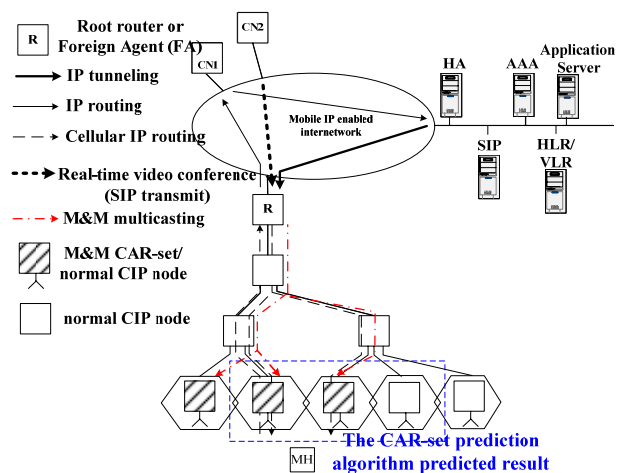 R
Root router or
Foreign Agent (FA)
IP tunneling
IP routing
Cellular IP routing
Real-time video conference
(SIP transmit)
M&M multicasting
M&M CAR-set/
normal CIP node
normal CIP node
CN1
CN2
Mobile IP enabled
internetwork
HA
AAA
Application
Server
SIP
HLR/
VLR
R
MH
The CAR-set prediction
algorithm predicted result